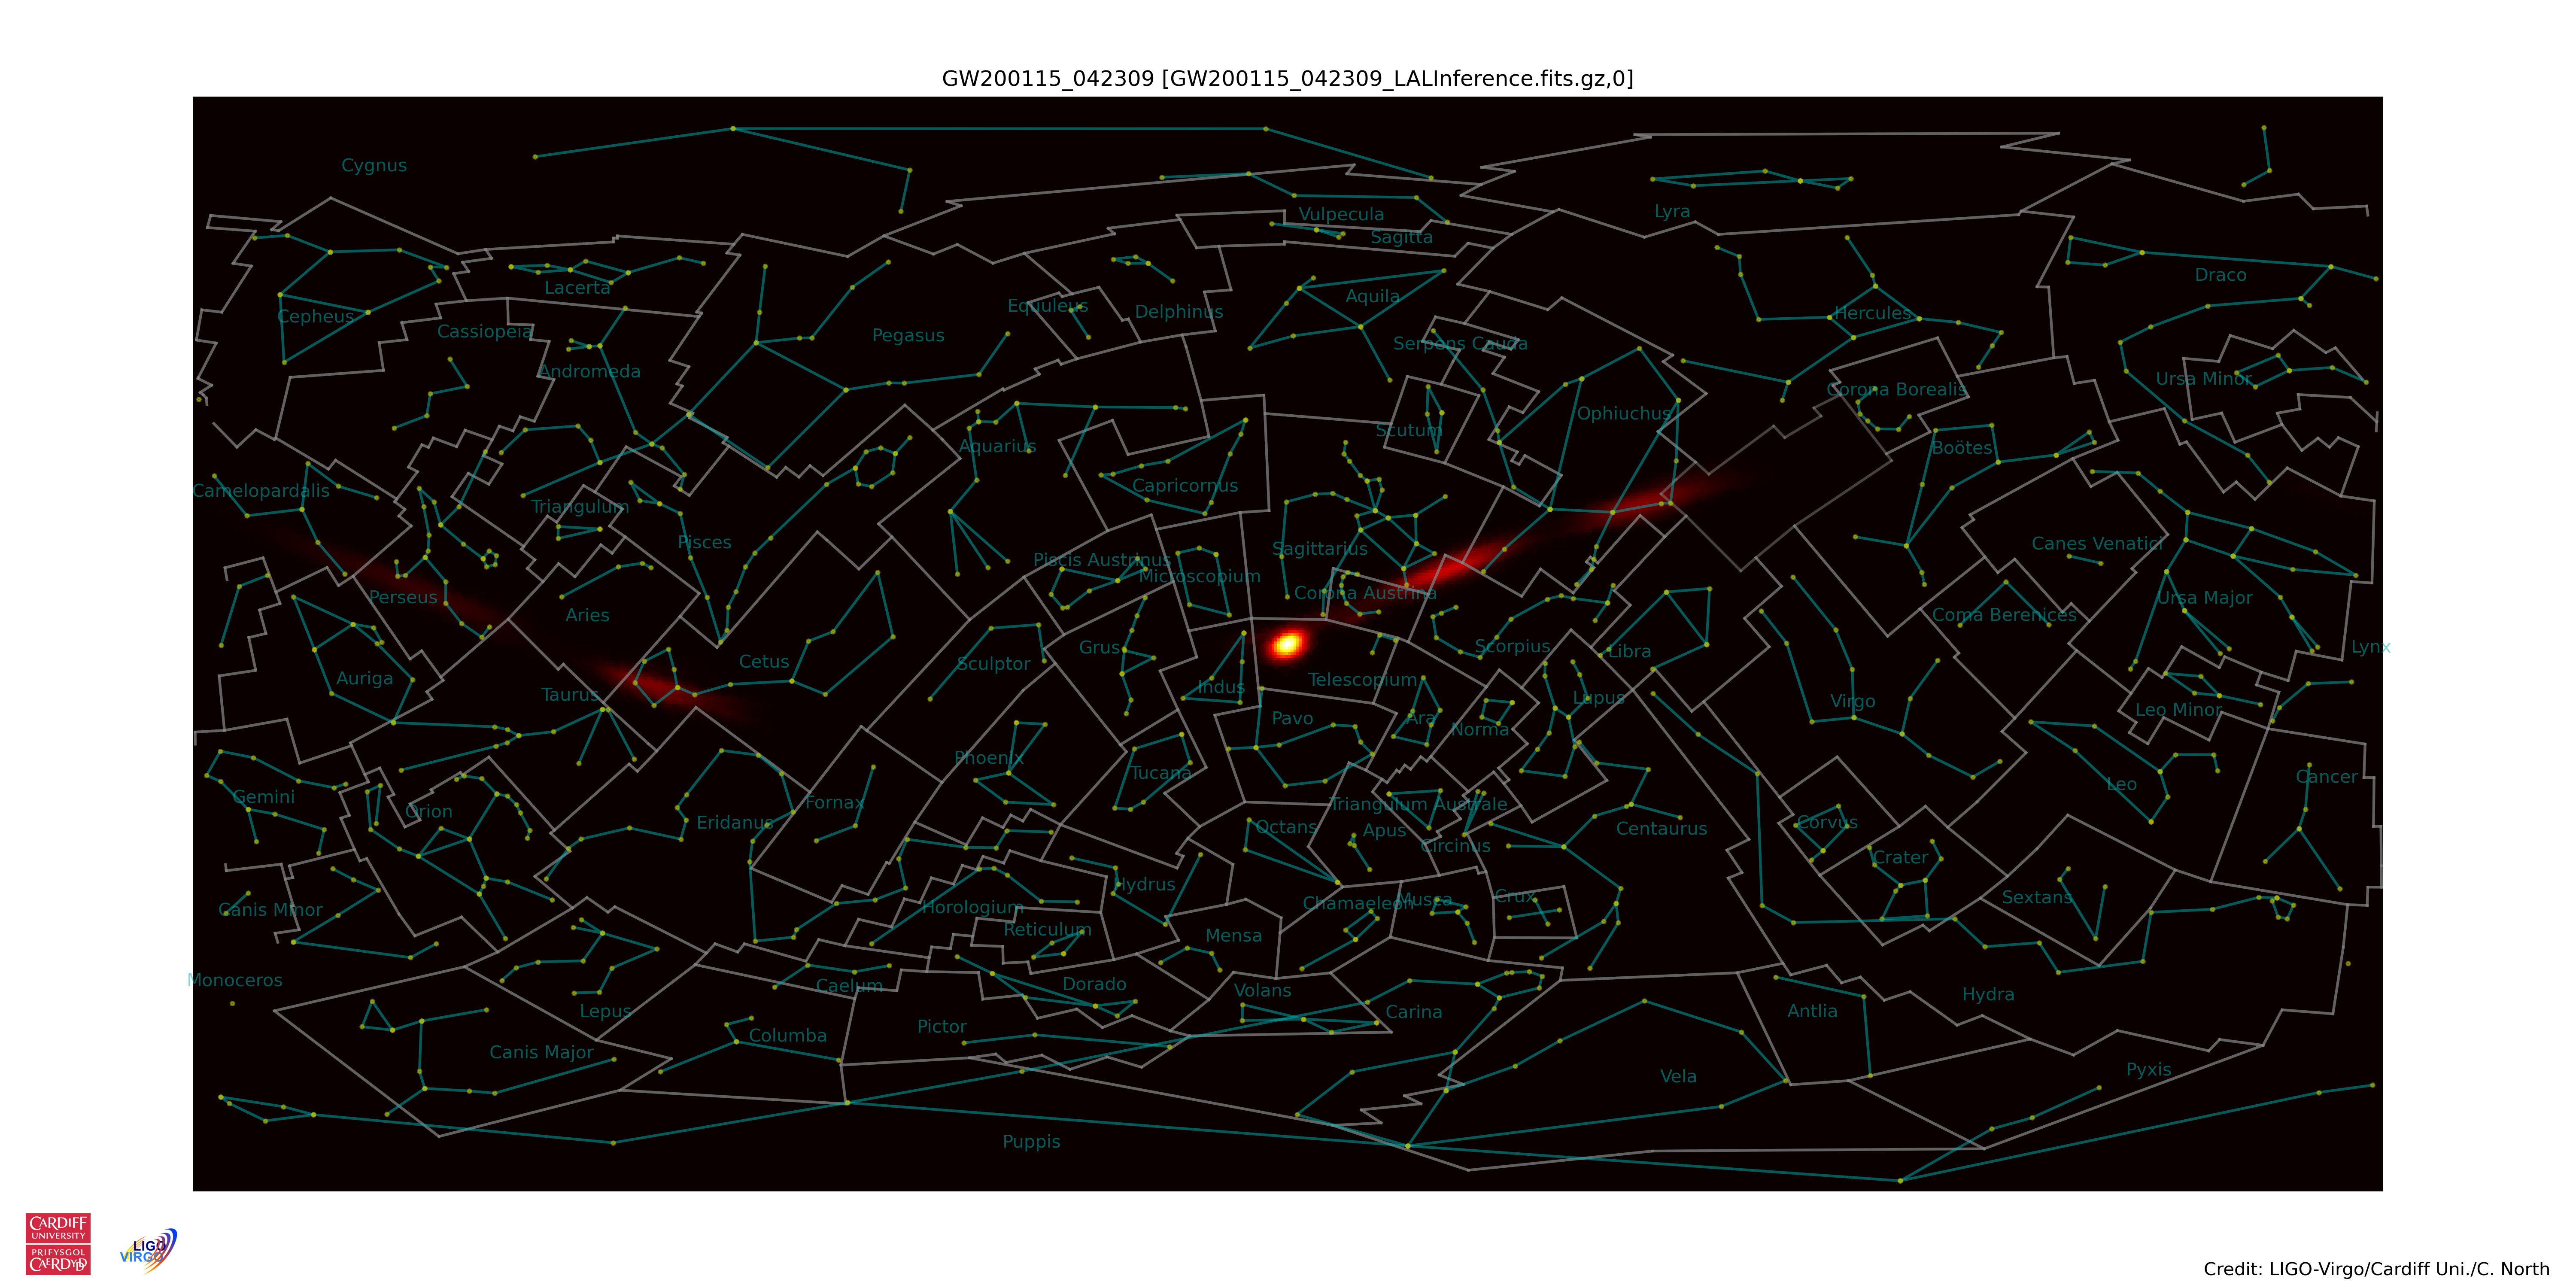 GW200115_042309 [GW200115_042309_LALInference.fits.gz,0]
Cygnus
Vulpecula
Lyra
Sagitta
Draco
Lacerta
Aquila
Equuleus
Delphinus
Hercules
Cepheus
Cassiopeia
Pegasus
Serpens Cauda
Andromeda
Ursa Minor
Corona Borealis
Ophiuchus
Scutum
Aquarius
Boötes
Camelopardalis
Capricornus
Triangulum
Pisces
Canes Venatici
Sagittarius
Piscis Austrinus
Microscopium
Corona Austrina
Perseus
Ursa Major
Aries
Coma Berenices
Grus
Scorpius
Libra
Lynx
Cetus
Sculptor
Auriga
Telescopium
Indus
Taurus
Lupus
Virgo
Leo Minor
Pavo
Ara
Norma
Phoenix
Tucana
Cancer
Leo
Gemini
Fornax
Triangulum Australe
Orion
Eridanus
Octans
Apus
Centaurus
Corvus
Circinus
Crater
Hydrus
Sextans
Crux
Musca
Chamaeleon
Canis Minor
Horologium
Reticulum
Mensa
Monoceros
Caelum
Dorado
Volans
Hydra
Lepus
Carina
Antlia
Pictor
Columba
Canis Major
Pyxis
Vela
Puppis
CARDIFF
UNIVERSITY
PRIFYSGOL
CAERDYDD
LIGO
VIRGO
Credit: LIGO-Virgo/Cardiff Uni./C. North